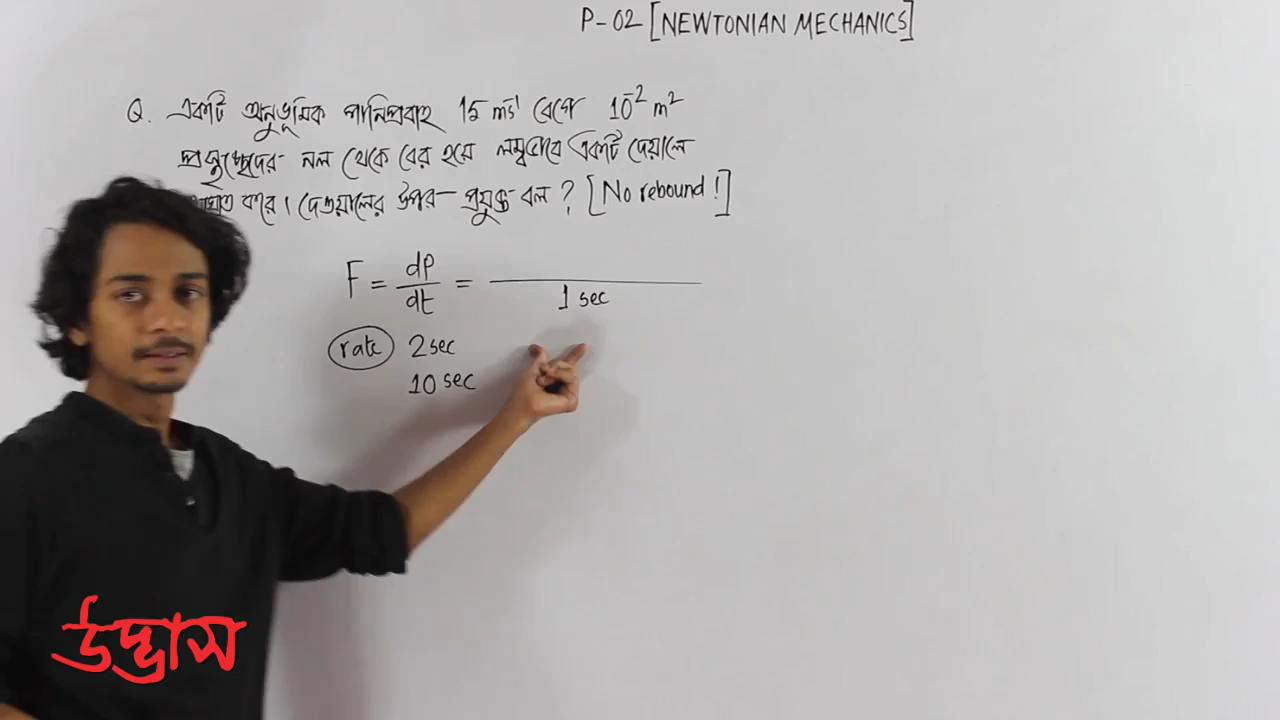 P-02 [NEWTONIAN MECHANICS]
Q. একটি অনুভূমিক পানিপ্রবাহ 15 ms⁻¹ বেগে 10⁻² m²
প্রস্থচ্ছেদের নল থেকে বের হয়ে লম্বভাবে একটি দেয়ালে
করে। দেওয়ালের উপর প্রযুক্ত বল? [No rebound!]
F = dP/dt = /1 sec
rate 2 sec
10 sec
উদ্ভাস